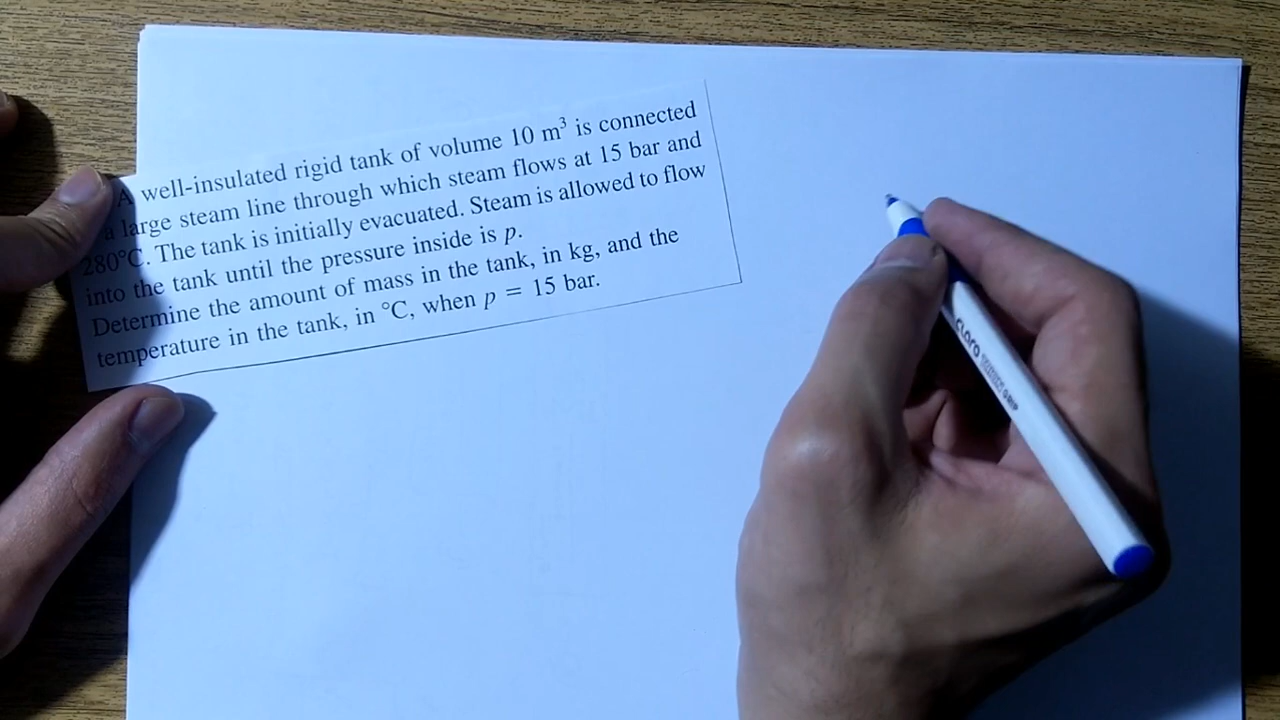 A well-insulated rigid tank of volume 10 m³ is connected
a large steam line through which steam flows at 15 bar and
280°C. The tank is initially evacuated. Steam is allowed to flow
into the tank until the pressure inside is p.
Determine the amount of mass in the tank, in kg, and the
temperature in the tank, in °C, when p = 15 bar.
CLARO
GRIP